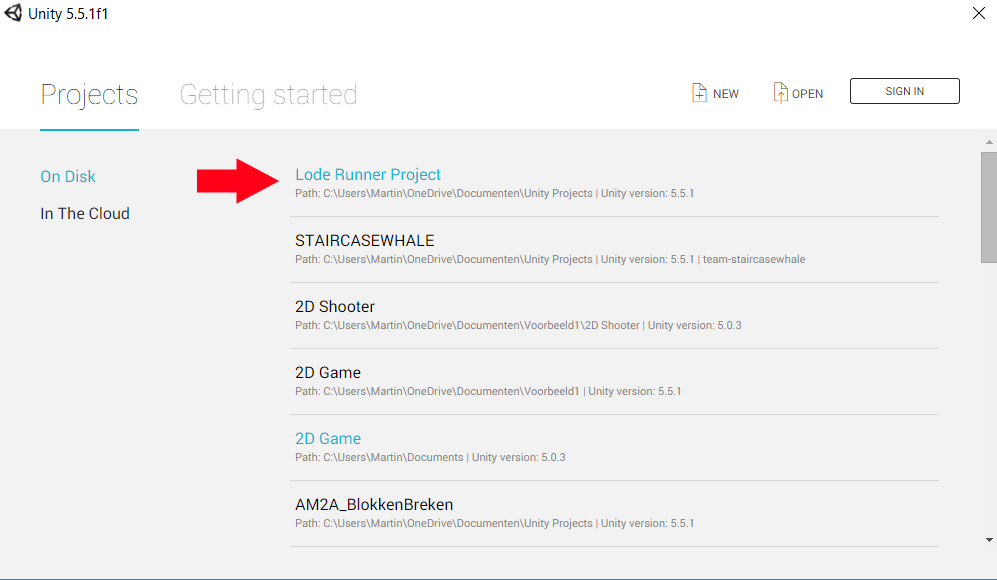 Unity 5.5.1f1
Projects
Getting started
NEW
OPEN
SIGN IN
On Disk
In The Cloud
Lode Runner Project
Path: C:\Users\Martin\OneDrive\Documenten\Unity Projects | Unity version: 5.5.1
STAIRCASEWHALE
Path: C:\Users\Martin\OneDrive\Documenten\Unity Projects | Unity version: 5.5.1 | team-staircasewhale
2D Shooter
Path: C:\Users\Martin\OneDrive\Documenten\Voorbeeld1\2D Shooter | Unity version: 5.0.3
2D Game
Path: C:\Users\Martin\OneDrive\Documenten\Voorbeeld1 | Unity version: 5.5.1
2D Game
Path: C:\Users\Martin\Documents | Unity version: 5.0.3
AM2A_BlokkenBreken
Path: C:\Users\Martin\OneDrive\Documenten\Unity Projects | Unity version: 5.5.1